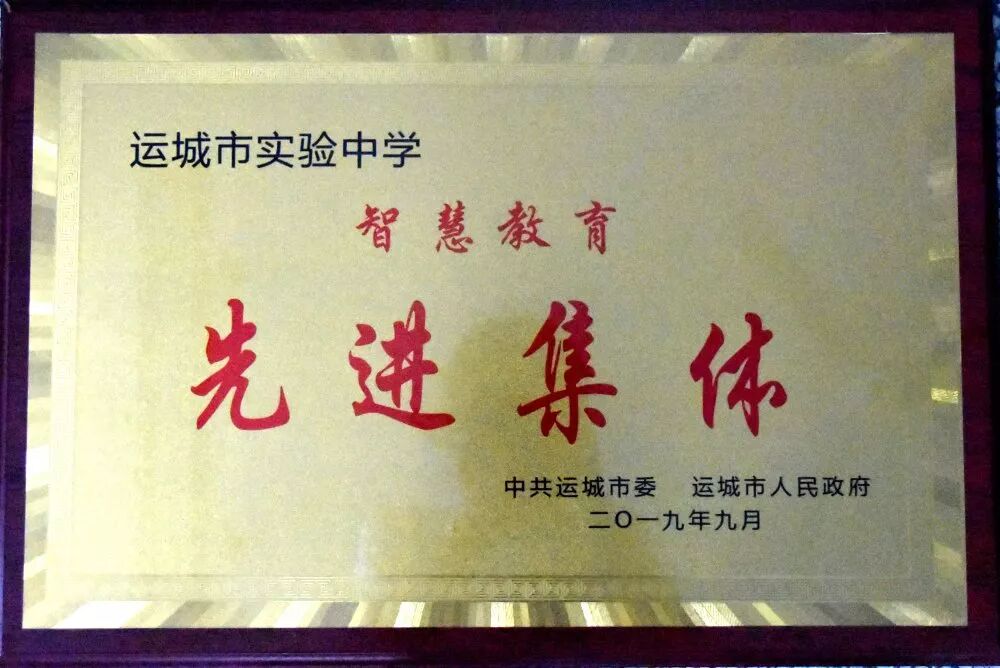 运城市实验中学
智慧教育
先进集体
中共运城市委 运城市人民政府
二〇一九年九月